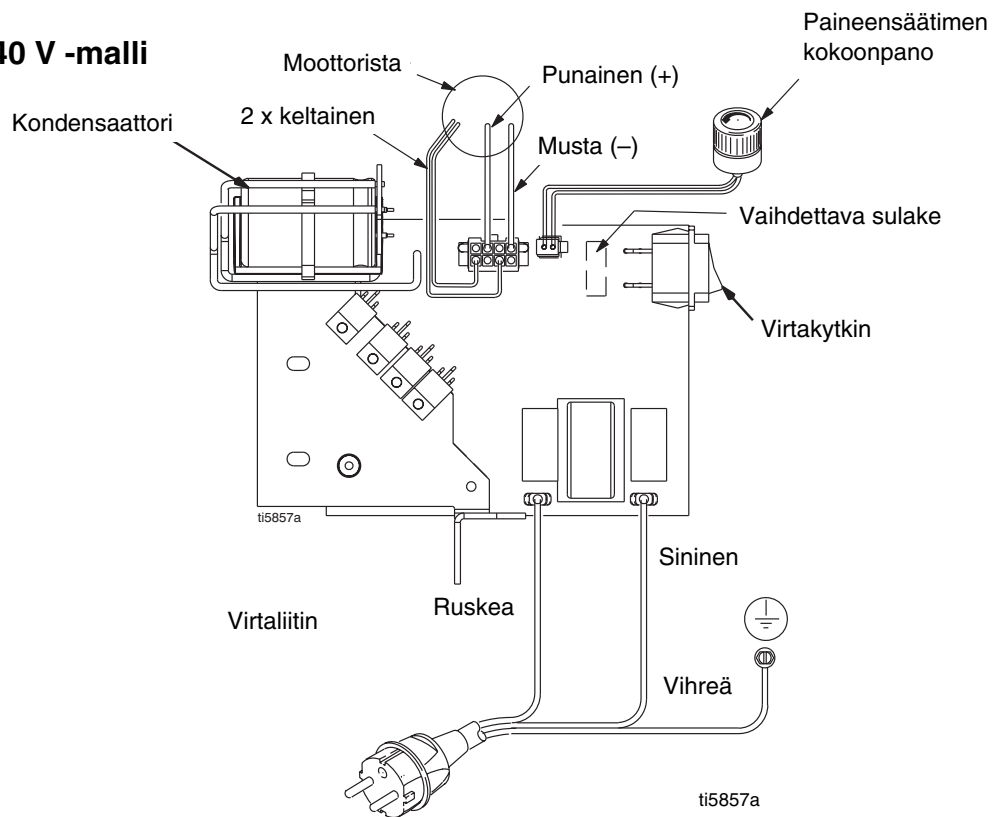 40 V -malli
Paineensäätimen
kokoonpano
Moottorista
Punainen (+)
2 x keltainen
Kondensaattori
Musta (–)
Vaihdettava sulake
Virtakytkin
ti5857a
Sininen
Ruskea
Virtaliitin
Vihreä
ti5857a